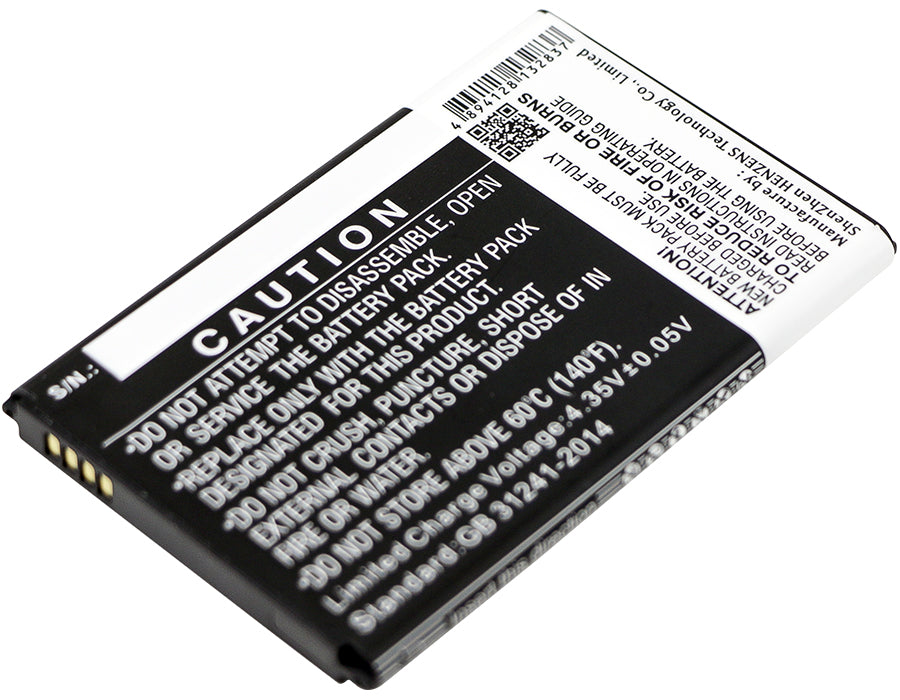 S/N.:
CAUTION
•DO NOT ATTEMPT TO DISASSEMBLE, OPEN
OR SERVICE THE BATTERY PACK.
•REPLACE ONLY WITH THE BATTERY PACK
DESIGNATED FOR THIS PRODUCT.
•DO NOT CRUSH, PUNCTURE, SHORT
EXTERNAL CONTACTS OR DISPOSE OF IN
FIRE OR WATER.
•DO NOT STORE ABOVE 60°C (140°F).
Limited Charge Voltage:4.35V±0.05V
Standard:GB 31241-2014
4894128132837
ATTENTION!
NEW BATTERY PACK MUST BE FULLY
CHARGED BEFORE USE.
TO REDUCE RISK OF FIRE OR BURNS
READ INSTRUCTIONS IN OPERATING GUIDE
BEFORE USING THE BATTERY.
Manufacture by:
ShenZhen HENZENS Technology Co., Limited